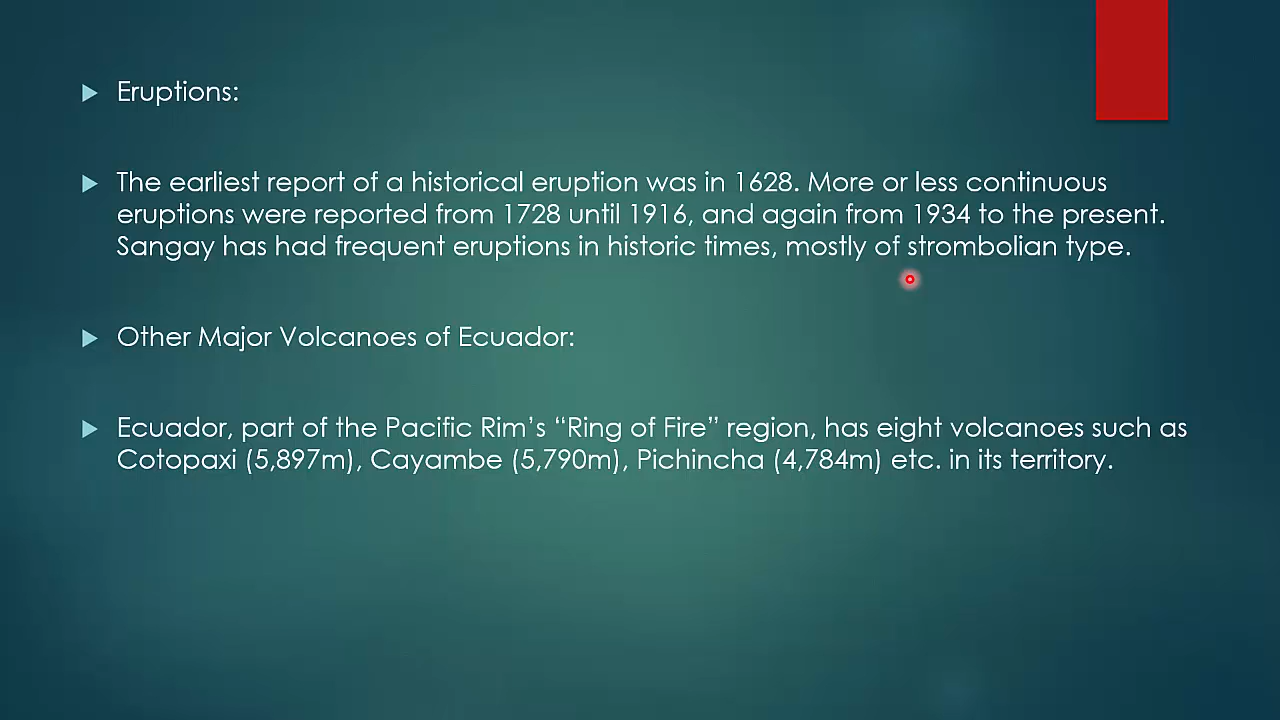 Eruptions:
The earliest report of a historical eruption was in 1628. More or less continuous
eruptions were reported from 1728 until 1916, and again from 1934 to the present.
Sangay has had frequent eruptions in historic times, mostly of strombolian type.
Other Major Volcanoes of Ecuador:
Ecuador, part of the Pacific Rim’s “Ring of Fire” region, has eight volcanoes such as
Cotopaxi (5,897m), Cayambe (5,790m), Pichincha (4,784m) etc. in its territory.